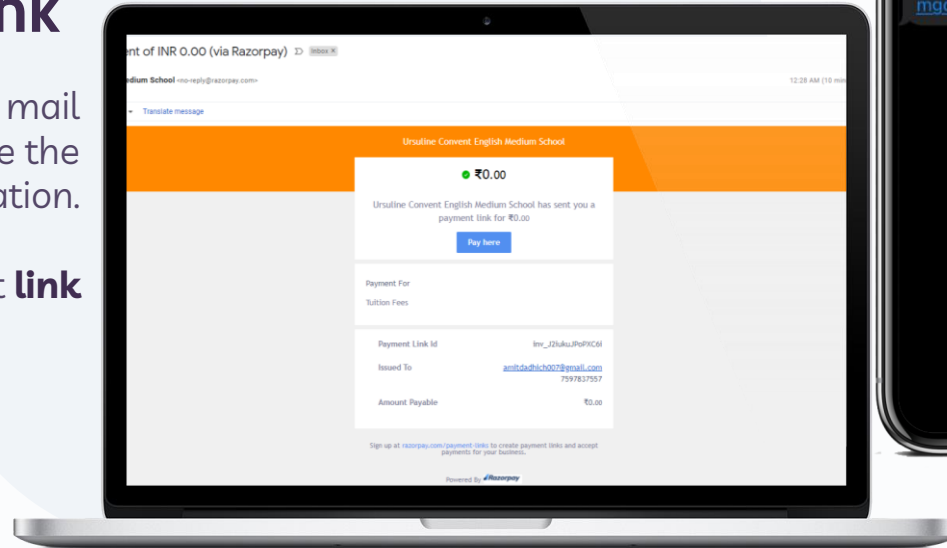 nk
mail
e the
ation.
t link
ent of INR 0.00 (via Razorpay) Inbox x
edium School <no-reply@razorpay.com>
12:28 AM (10 min
Translate message
Ursuline Convent English Medium School
₹0.00
Ursuline Convent English Medium School has sent you a
payment link for ₹0.00
Pay here
Payment For
Tuition Fees
Payment Link Id
Issued To
amitdadhich007@gmail.com
7597837557
Amount Payable ₹0.00
Sign up at razorpay.com/payment-links to create payment links and accept
payments for your business.
Powered By Razorpay